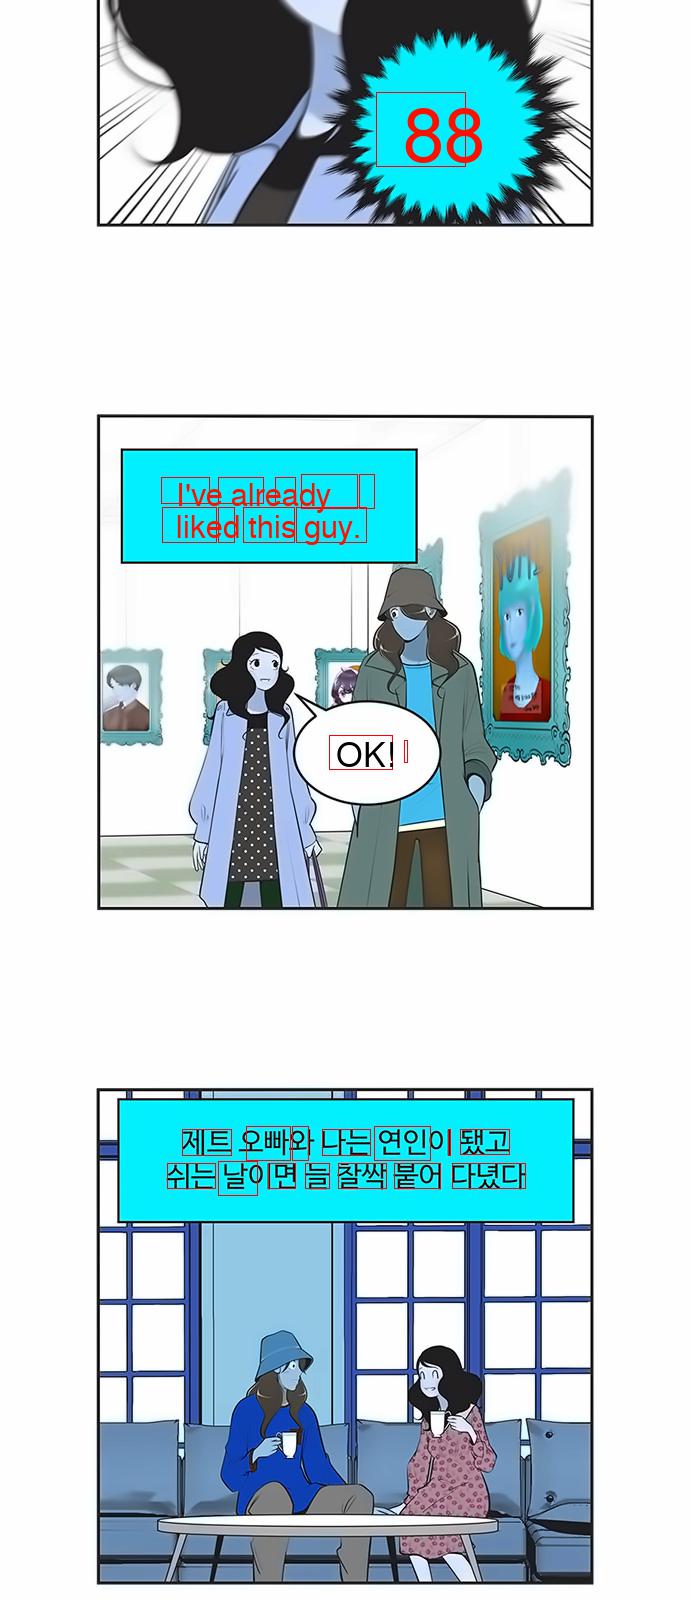 88
I've already
liked this guy.
OK!
제트 오빠와 나는 연인이 됐고
쉬는 날이면 늘 찰싹 붙어 다녔다